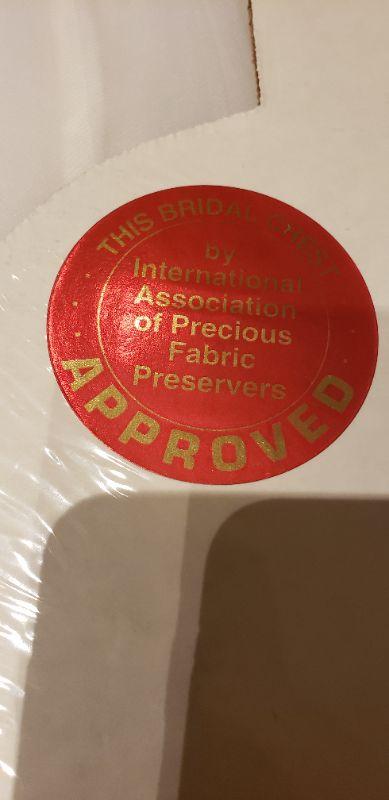 THIS BRIDAL CHEST
by
International
Association
of Precious
Fabric
Preservers
APPROVED